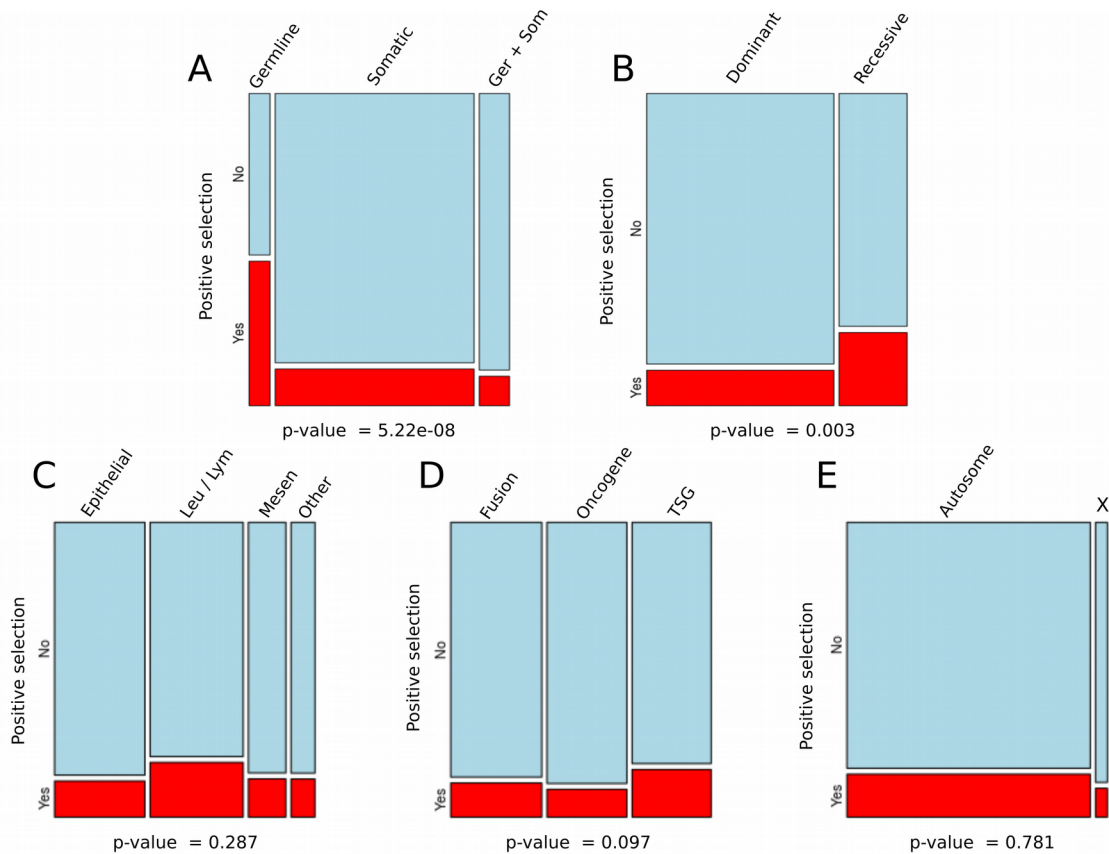 A
Germline
Somatic
Ger + Som
Positive selection
No
Yes
p-value = 5.22e-08
B
Dominant
Recessive
Positive selection
No
Yes
p-value = 0.003
C
Epithelial
Leu / Lym
Mesen
Other
Positive selection
No
Yes
p-value = 0.287
D
Fusion
Oncogene
TSG
Positive selection
No
Yes
p-value = 0.097
E
Autosome
X
Positive selection
No
Yes
p-value = 0.781